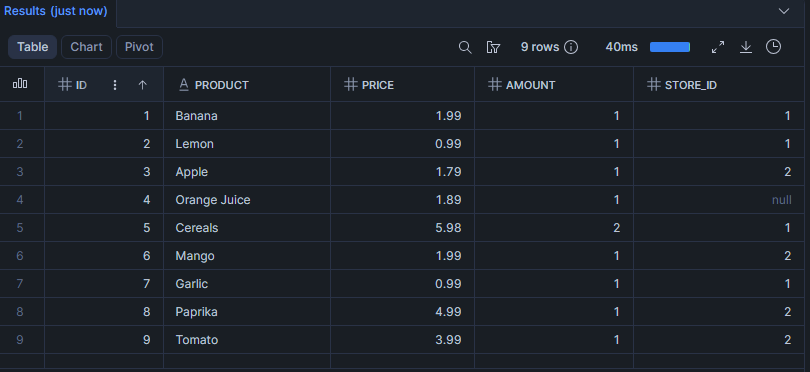 Results (just now)
Table Chart Pivot 9 rows 40ms
ID PRODUCT PRICE AMOUNT STORE_ID
1 1 Banana 1.99 1 1
2 2 Lemon 0.99 1 1
3 3 Apple 1.79 1 2
4 4 Orange Juice 1.89 1 null
5 5 Cereals 5.98 2 1
6 6 Mango 1.99 1 2
7 7 Garlic 0.99 1 1
8 8 Paprika 4.99 1 2
9 9 Tomato 3.99 1 2